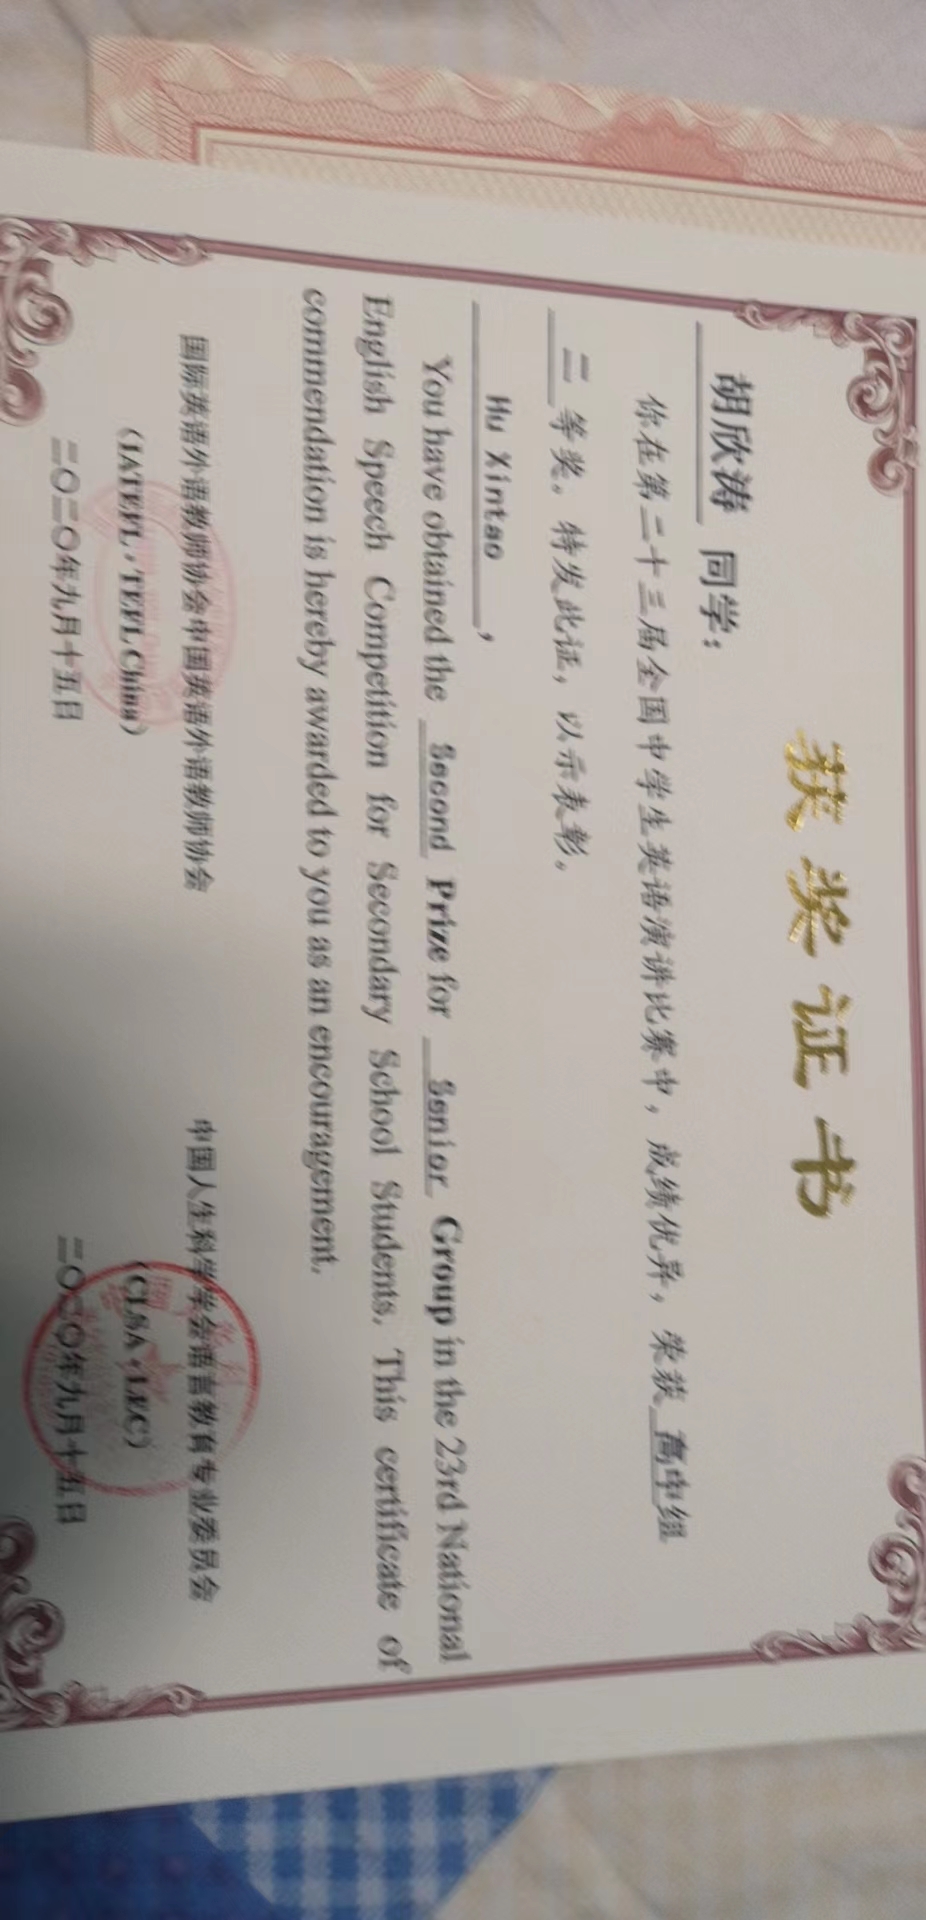 获奖证书
胡欣涛 同学：
你在第二十三届全国中学生英语演讲比赛中，成绩优异，荣获 高中组
二 等奖。特发此证，以示表彰。
Hu Xintao ,
You have obtained the Second Prize for Senior Group in the 23rd National
English Speech Competition for Secondary School Students. This certificate of
commendation is hereby awarded to you as an encouragement.
国际英语外语教师协会中国英语外语教师协会
（IATEFL·TEFL China）
二〇二〇年九月十五日
中国人生科学学会语言教育专业委员会
（CLSA·LEC）
二〇二〇年九月十五日